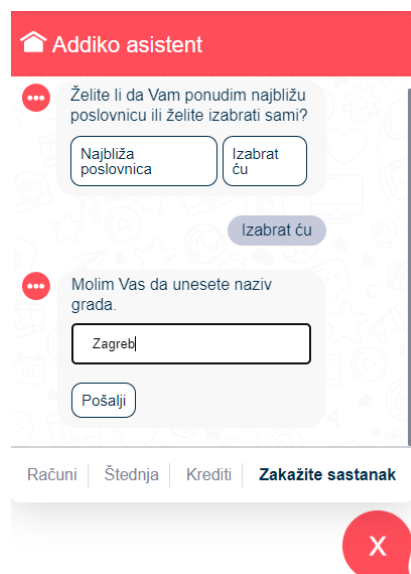 Addiko asistent
Želite li da Vam ponudim najbližu
poslovnicu ili želite izabrati sami?
Najbliža
poslovnica
Izabrat
ću
Izabrat ću
Molim Vas da unesete naziv
grada.
Zagreb
Pošalji
Računi Štednja Krediti Zakažite sastanak
X